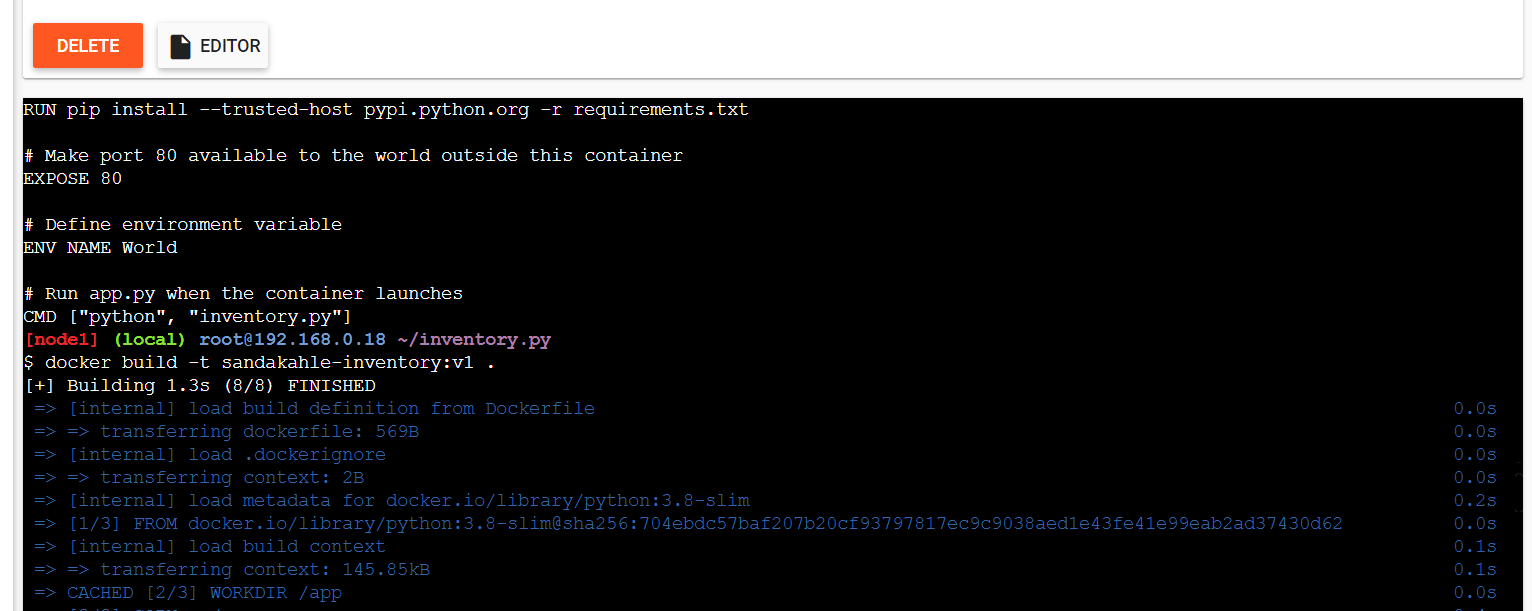 DELETE
EDITOR
RUN pip install --trusted-host pypi.python.org -r requirements.txt
# Make port 80 available to the world outside this container
EXPOSE 80
# Define environment variable
ENV NAME World
# Run app.py when the container launches
CMD ["python", "inventory.py"]
[node1] (local) root@192.168.0.18 ~/inventory.py
$ docker build -t sandakahle-inventory:v1 .
[+] Building 1.3s (8/8) FINISHED
=> [internal] load build definition from Dockerfile 0.0s
=> => transferring dockerfile: 569B 0.0s
=> [internal] load .dockerignore 0.0s
=> => transferring context: 2B 0.0s
=> [internal] load metadata for docker.io/library/python:3.8-slim 0.2s
=> [1/3] FROM docker.io/library/python:3.8-slim@sha256:704ebdc57baf207b20cf93797817ec9c9038aed1e43fe41e99eab2ad37430d62 0.0s
=> [internal] load build context 0.1s
=> => transferring context: 145.85kB 0.1s
=> CACHED [2/3] WORKDIR /app 0.0s